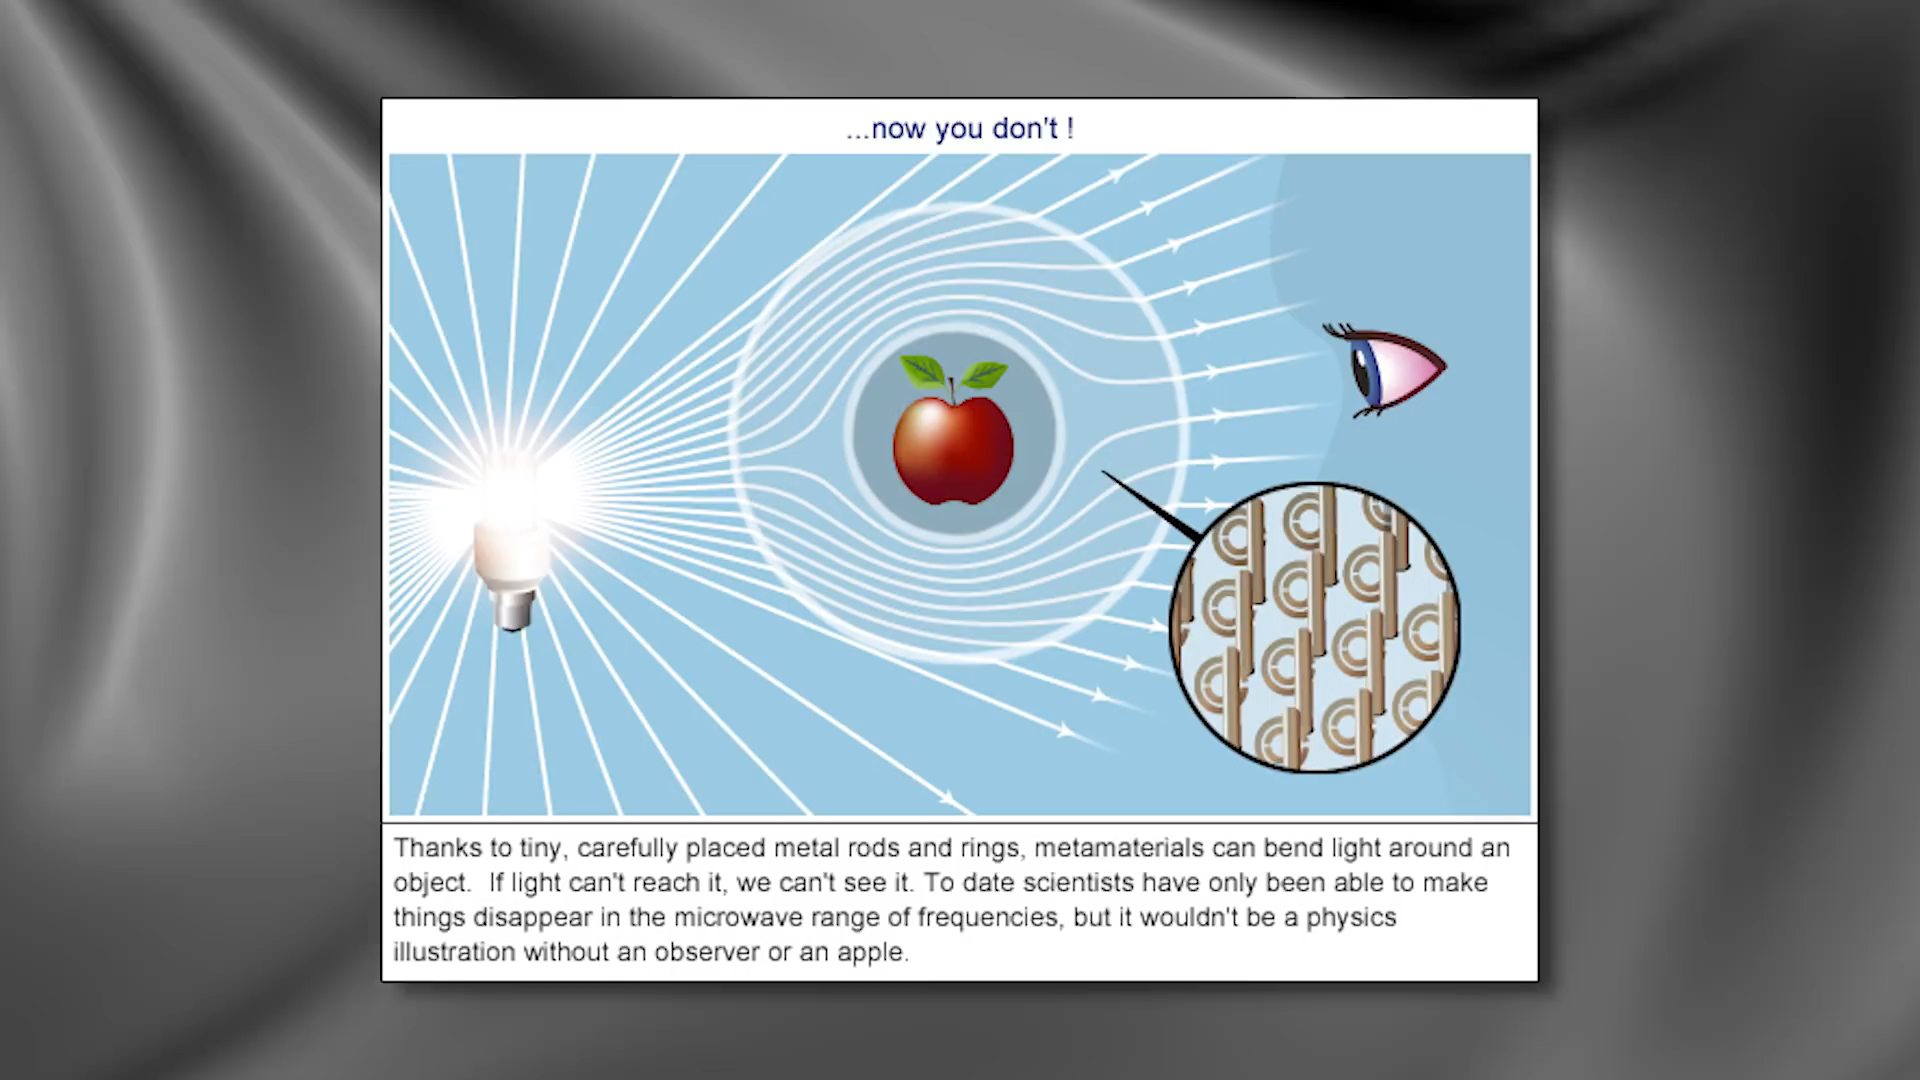 ...now you don't !
Thanks to tiny, carefully placed metal rods and rings, metamaterials can bend light around an
object.  If light can't reach it, we can't see it. To date scientists have only been able to make
things disappear in the microwave range of frequencies, but it wouldn't be a physics
illustration without an observer or an apple.